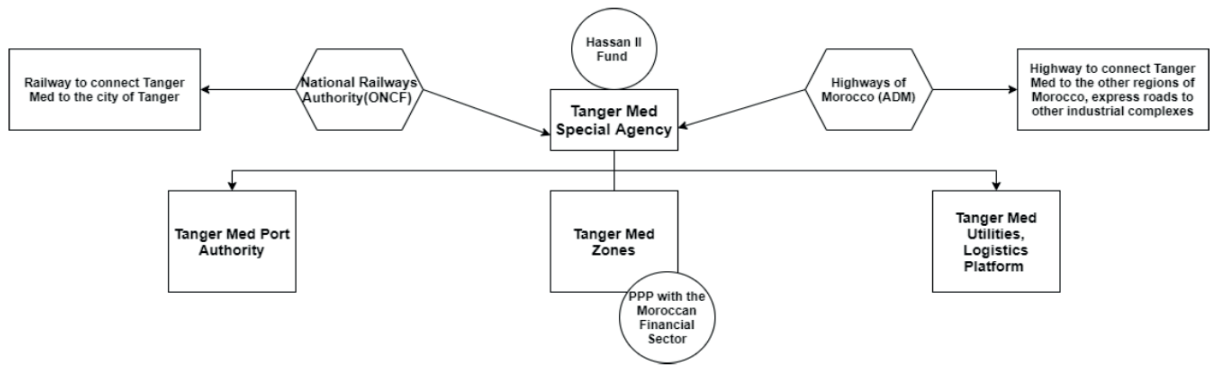 Hassan II
Fund
Railway to connect Tanger
Med to the city of Tanger
National Railways
Authority(ONCF)
Tanger Med
Special Agency
Highways of
Morocco (ADM)
Highway to connect Tanger
Med to the other regions of
Morocco, express roads to
other industrial complexes
Tanger Med Port
Authority
Tanger Med
Zones
PPP with the
Moroccan
Financial
Sector
Tanger Med
Utilities,
Logistics
Platform